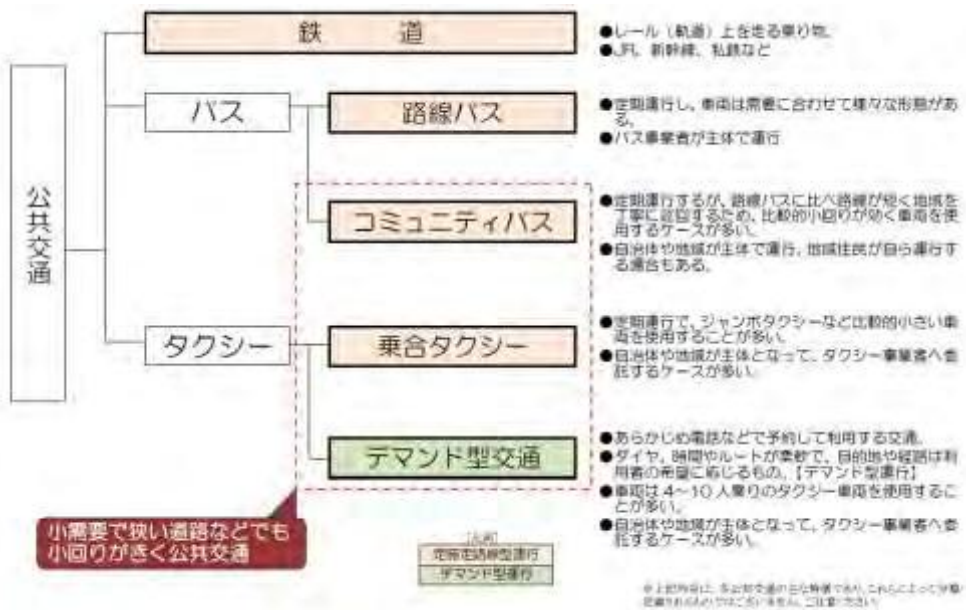 公共交通
鉄道
●レール（軌道）上を走る乗り物。
●JR、新幹線、私鉄など
バス
路線バス
●定期運行し、車両は需要に合わせて様々な形態がある。
●バス事業者が主体で運行
コミュニティバス
●定期運行するが、路線バスに比べ路線が短く地域を
丁寧に巡回するため、比較的小回りが効く車両を使
用するケースが多い。
●自治体や地域が主体で運行、地域住民が自ら運行す
る場合もある。
タクシー
乗合タクシー
●定期運行で、ジャンボタクシーなど比較的小さい車
両を使用することが多い。
●自治体や地域が主体となって、タクシー事業者へ委
託するケースが多い。
デマンド型交通
●あらかじめ電話などで予約して利用する交通。
●ダイヤ、時間やルートが柔軟で、目的地や経路は利
用者の希望に応じるもの。【デマンド型運行】
●車両は4～10人乗りのタクシー車両を使用するこ
とが多い。
●自治体や地域が主体となって、タクシー事業者へ委
託するケースが多い。
小需要で狭い道路などでも
小回りがきく公共交通
デマンド型運行